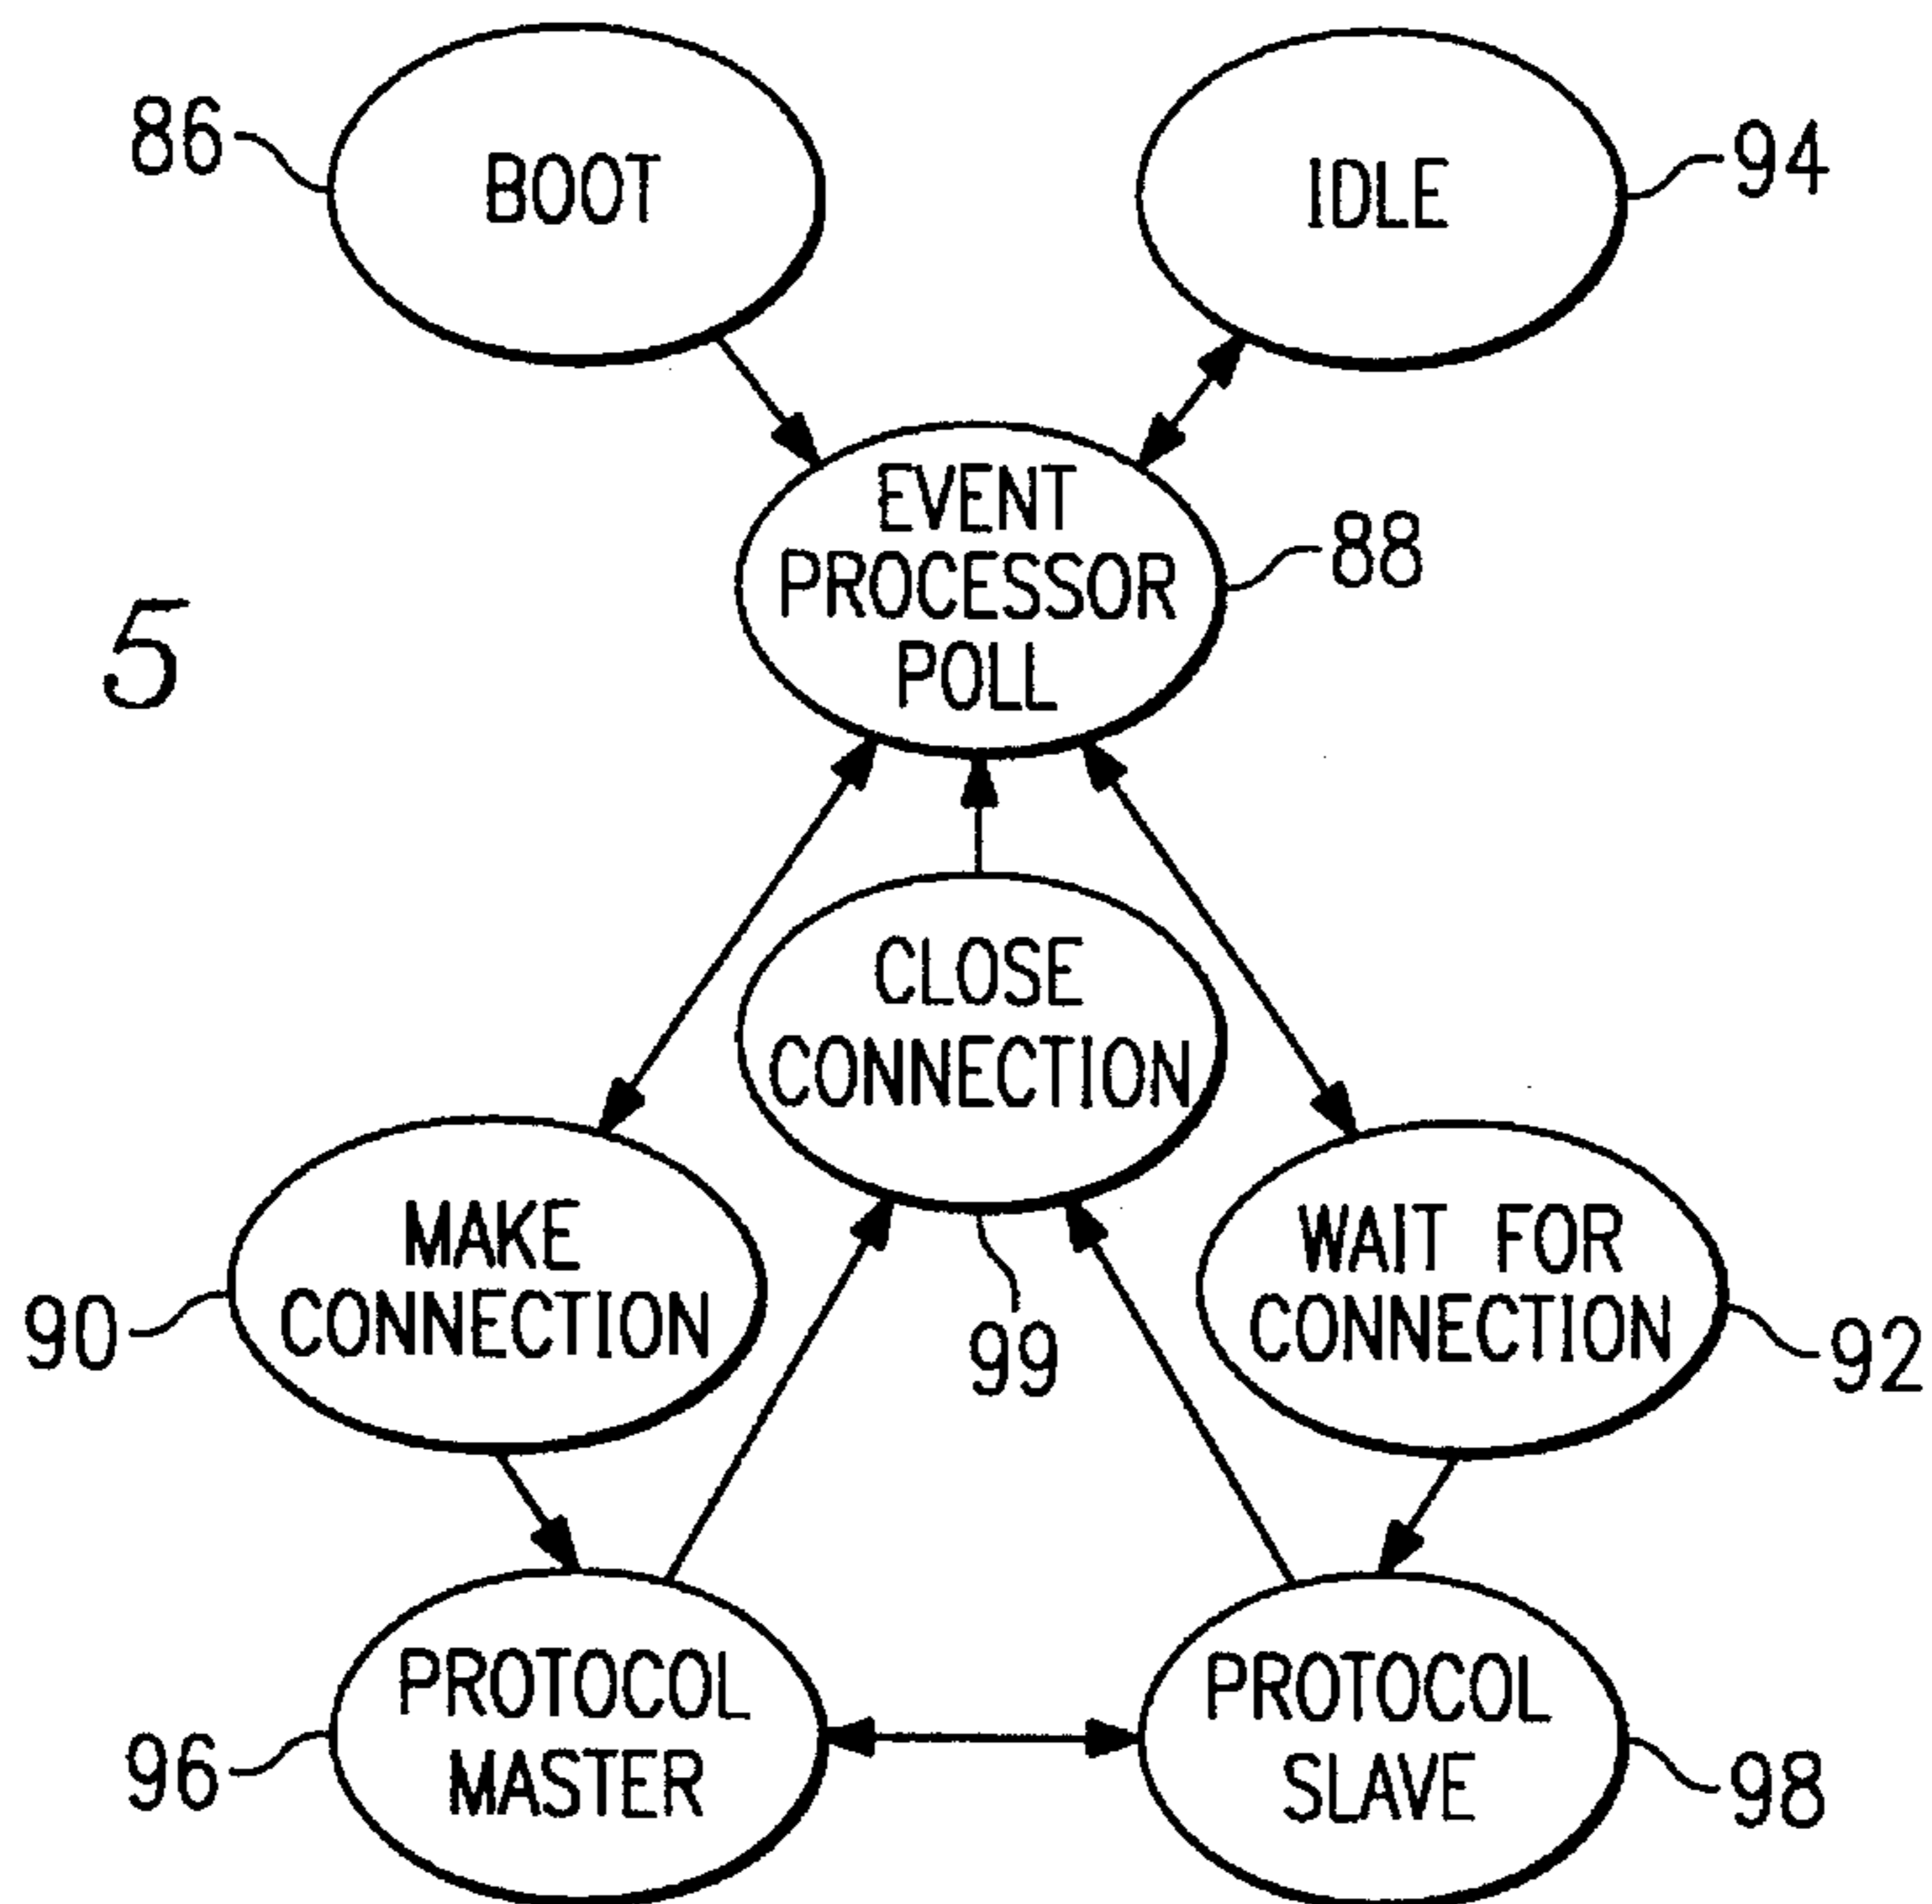 86
BOOT
IDLE
94
EVENT
PROCESSOR
POLL
88
5
CLOSE
CONNECTION
99
MAKE
CONNECTION
90
WAIT FOR
CONNECTION
92
PROTOCOL
MASTER
96
PROTOCOL
SLAVE
98